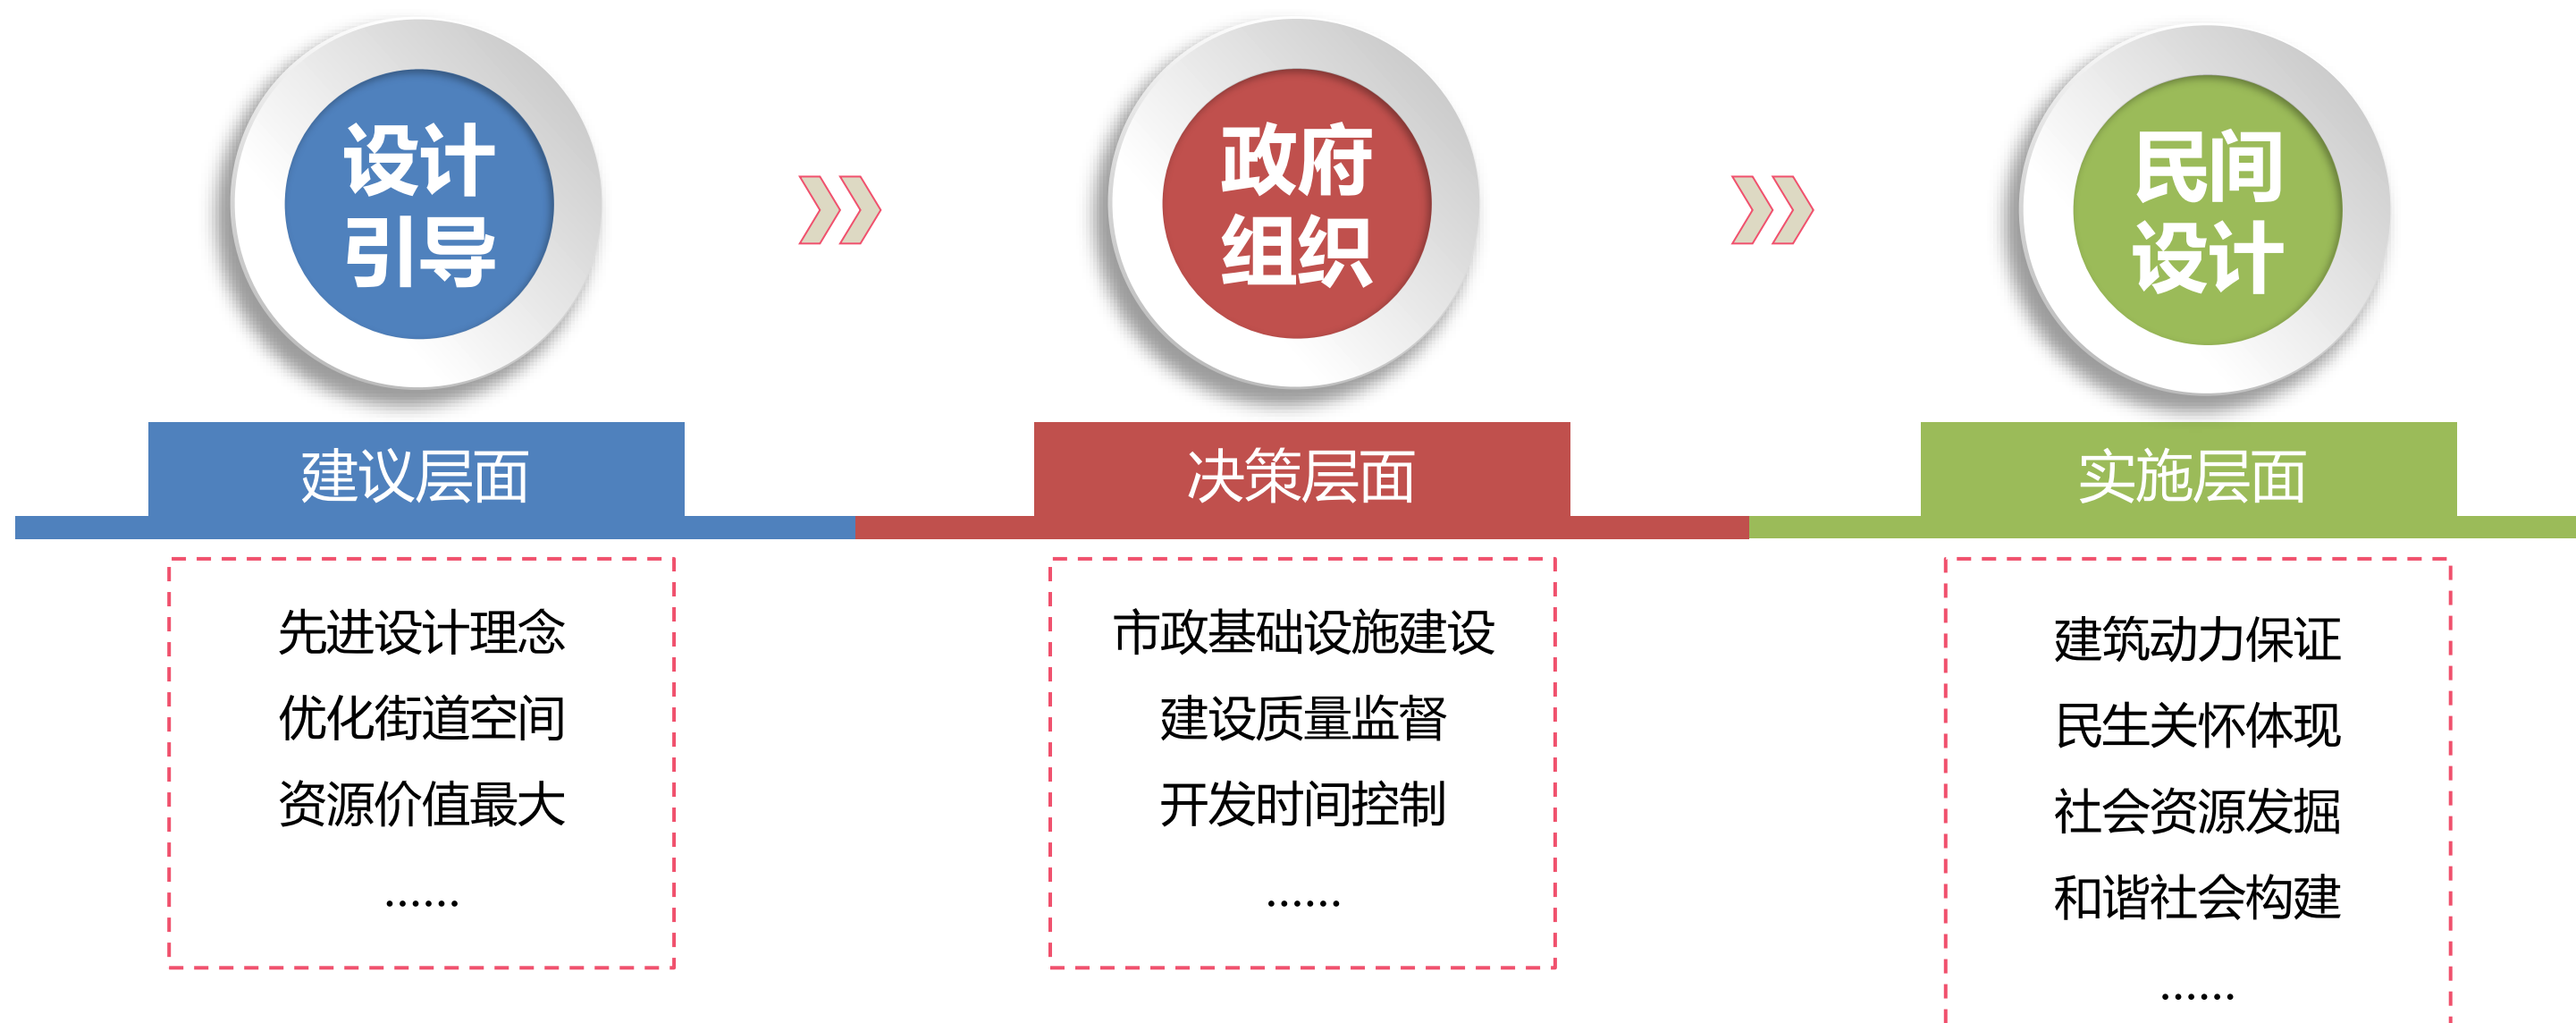 设计
引导
政府
组织
民间
设计
建议层面
决策层面
实施层面
先进设计理念
优化街道空间
资源价值最大
……
市政基础设施建设
建设质量监督
开发时间控制
……
建筑动力保证
民生关怀体现
社会资源发掘
和谐社会构建
……